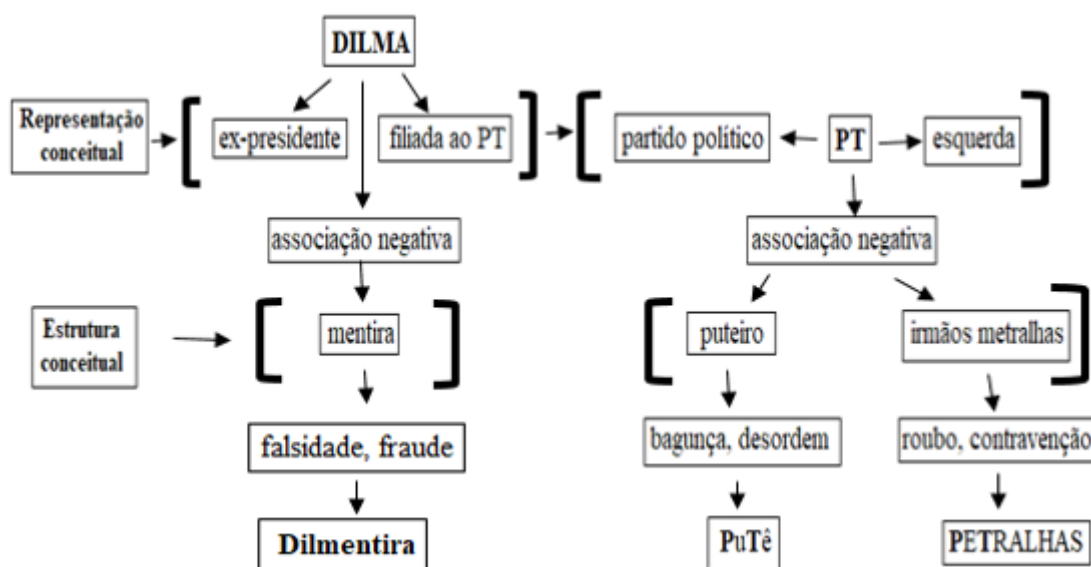 DILMA
Representação
conceitual
ex-presidente
filiada ao PT
partido político
PT
esquerda
associação negativa
associação negativa
Estrutura
conceitual
mentira
puteiro
irmãos metralhas
falsidade, fraude
bagunça, desordem
roubo, contravenção
Dilmentira
PuTê
PETRALHAS